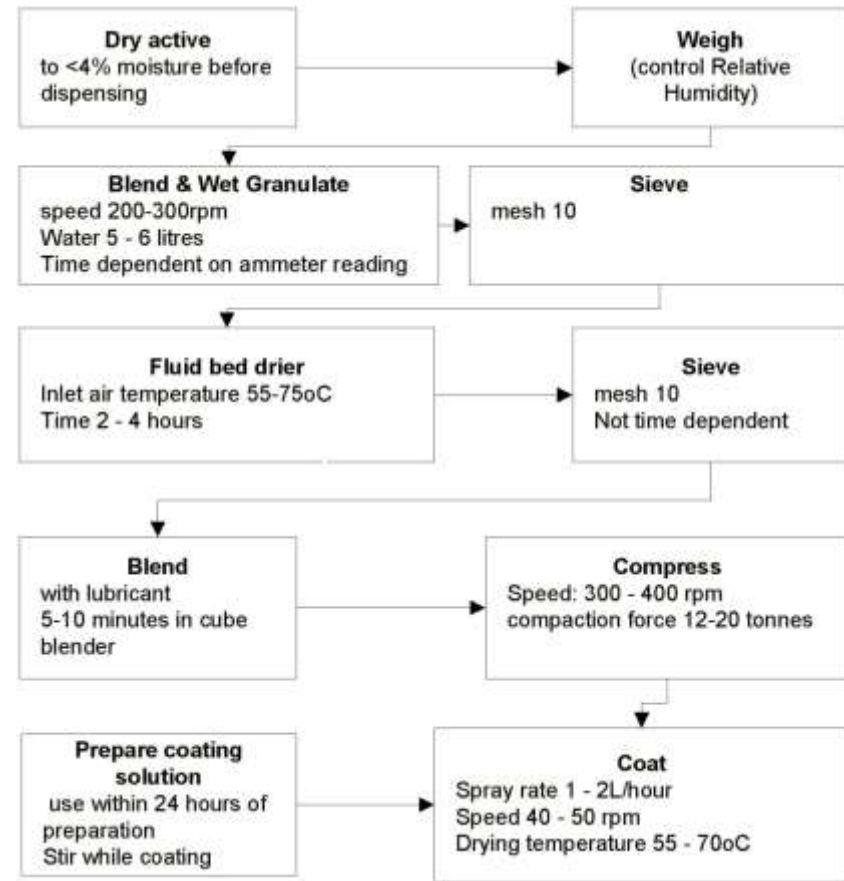 Dry active
to <4% moisture before
dispensing
Weigh
(control Relative
Humidity)
Blend & Wet Granulate
speed 200-300rpm
Water 5 - 6 litres
Time dependent on ammeter reading
Sieve
mesh 10
Fluid bed drier
Inlet air temperature 55-75oC
Time 2 - 4 hours
Sieve
mesh 10
Not time dependent
Blend
with lubricant
5-10 minutes in cube
blender
Compress
Speed: 300 - 400 rpm
compaction force 12-20 tonnes
Prepare coating
solution
use within 24 hours of
preparation
Stir while coating
Coat
Spray rate 1 - 2L/hour
Speed 40 - 50 rpm
Drying temperature 55 - 70oC